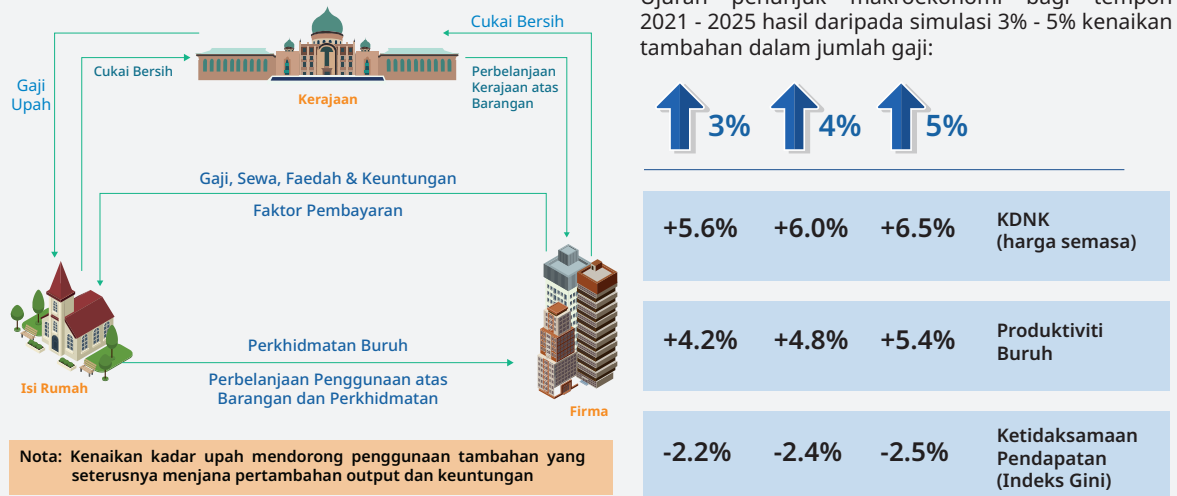 Cukai Bersih
Cukai Bersih
Gaji
Upah
Perbelanjaan
Kerajaan atas
Barangan
Kerajaan
Gaji, Sewa, Faedah & Keuntungan
Faktor Pembayaran
Perkhidmatan Buruh
Perbelanjaan Penggunaan atas
Barangan dan Perkhidmatan
Isi Rumah
Firma
Nota: Kenaikan kadar upah mendorong penggunaan tambahan yang
seterusnya menjana pertambahan output dan keuntungan
penunjuk makroekonomi bagi tempoh
2021 - 2025 hasil daripada simulasi 3% - 5% kenaikan
tambahan dalam jumlah gaji:
3% 4% 5%
+5.6% +6.0% +6.5%
KDNK
(harga semasa)
+4.2% +4.8% +5.4%
Produktiviti
Buruh
-2.2% -2.4% -2.5%
Ketidaksamaan
Pendapatan
(Indeks Gini)